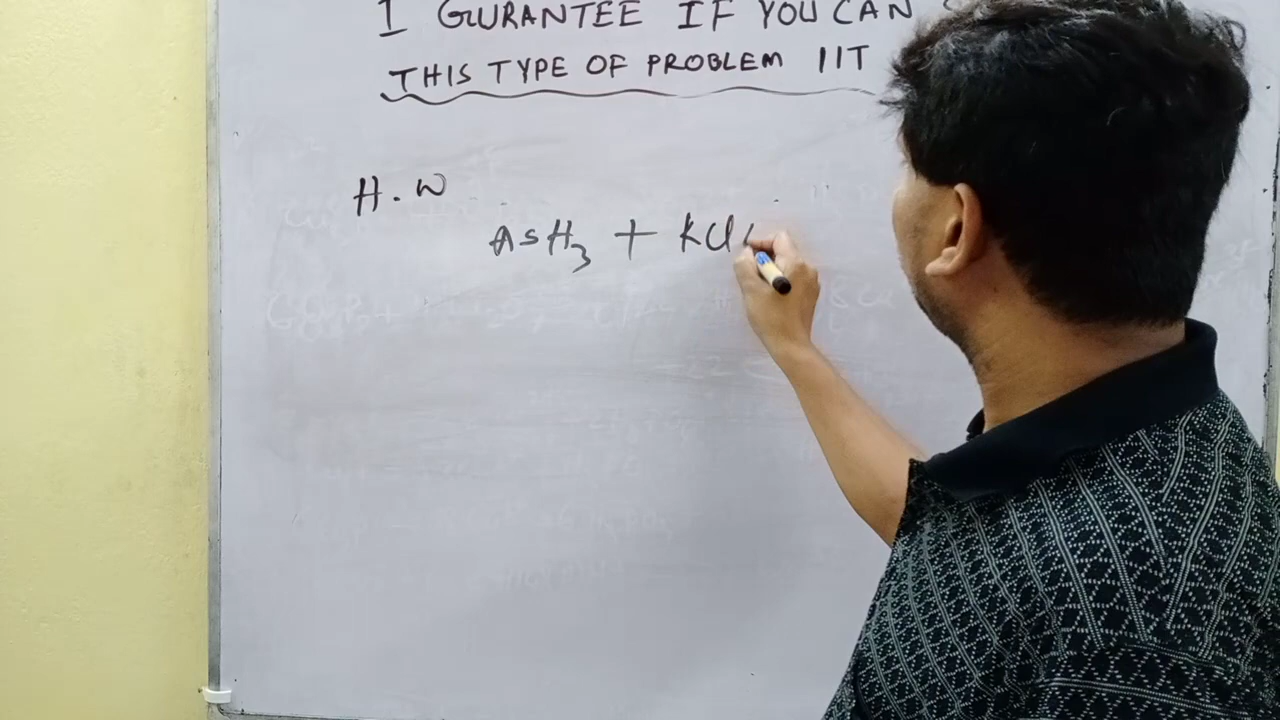 I GURANTEE IF YOU CAN
THIS TYPE OF PROBLEM IIT
H.W
AsH3 + KCl